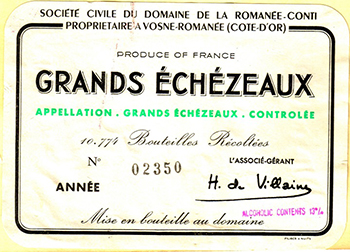 SOCIÉTÉ CIVILE DU DOMAINE DE LA ROMANÉE-CONTI
PROPRIETAIRE A VOSNE-ROMANÉE (COTE-D'OR)
PRODUCE OF FRANCE
GRANDS ÉCHÉZEAUX
APPELLATION . GRANDS ÉCHÉZEAUX . CONTROLÉE
10.774 Bouteilles Récoltées
N° 02350
L'ASSOCIÉ-GÉRANT
ANNÉE
H. de Villaine
ALCOHOLIC CONTENTS 13%
Mise en bouteille au domaine